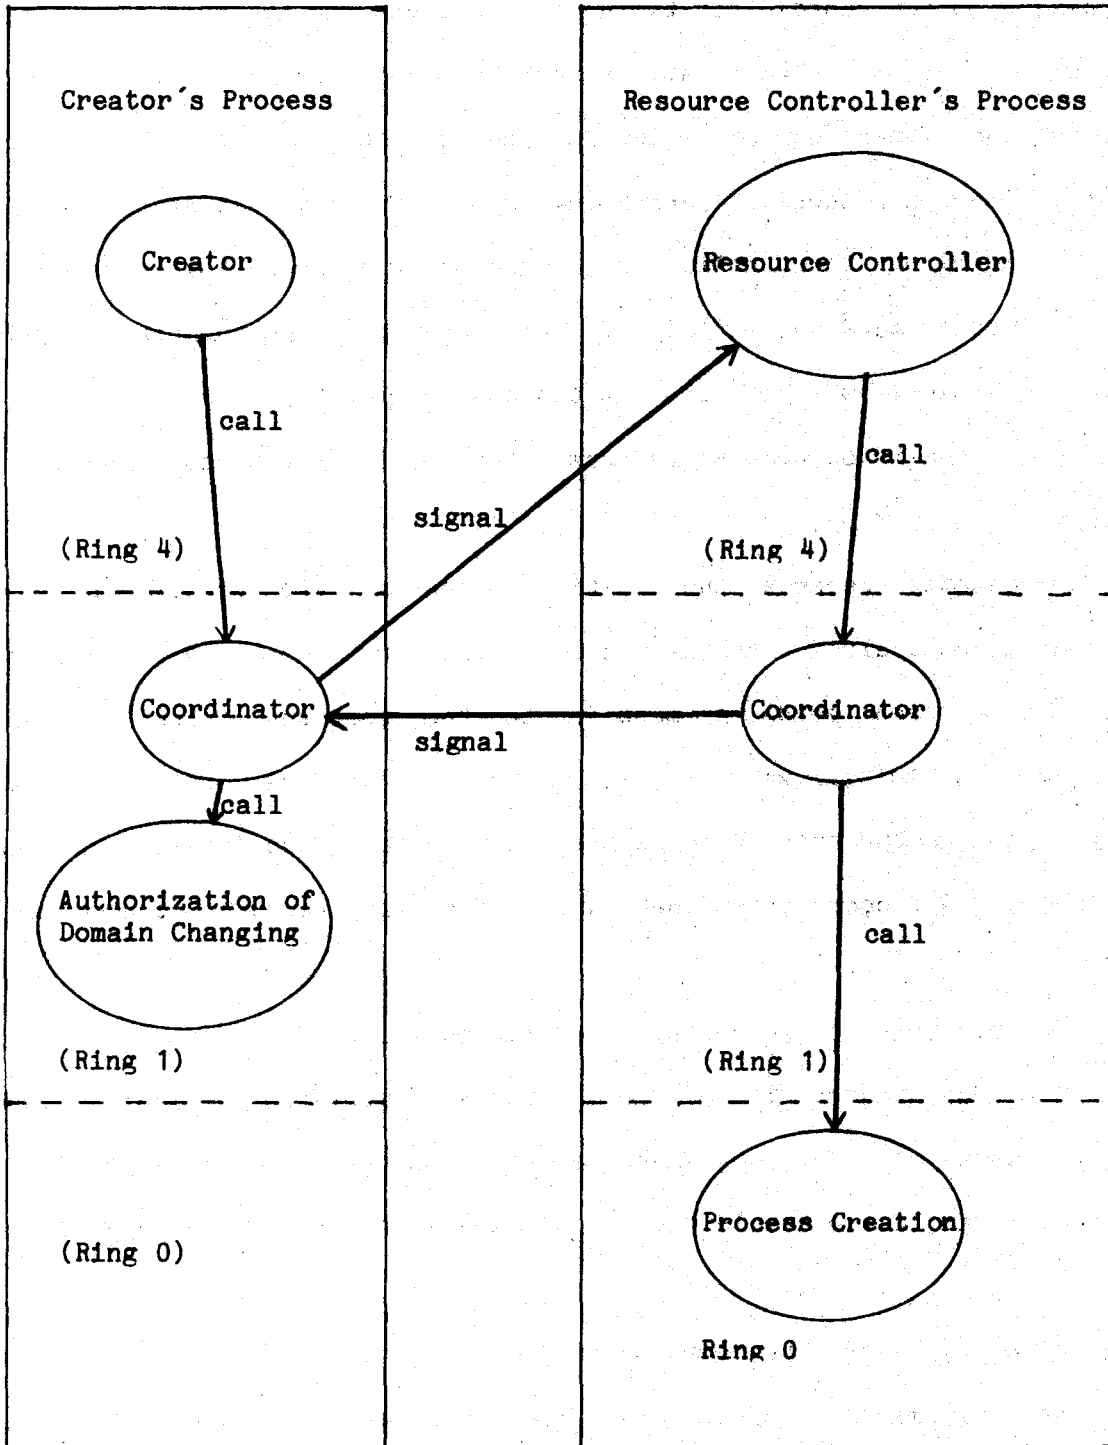 Creator´s Process
Resource Controller´s Process
Creator
Resource Controller
call
call
signal
(Ring 4)
(Ring 4)
Coordinator
Coordinator
signal
call
Authorization of
Domain Changing
call
(Ring 1)
(Ring 1)
Process Creation
(Ring 0)
Ring 0